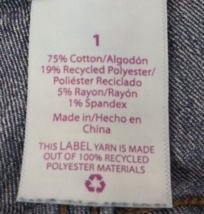 1
75% Cotton/Algodón
19% Recycled Polyester/
Poliéster Reciclado
5% Rayon/Rayón
1% Spandex
Made in/Hecho en
China
THIS LABEL YARN IS MADE
OUT OF 100% RECYCLED
POLYESTER MATERIALS